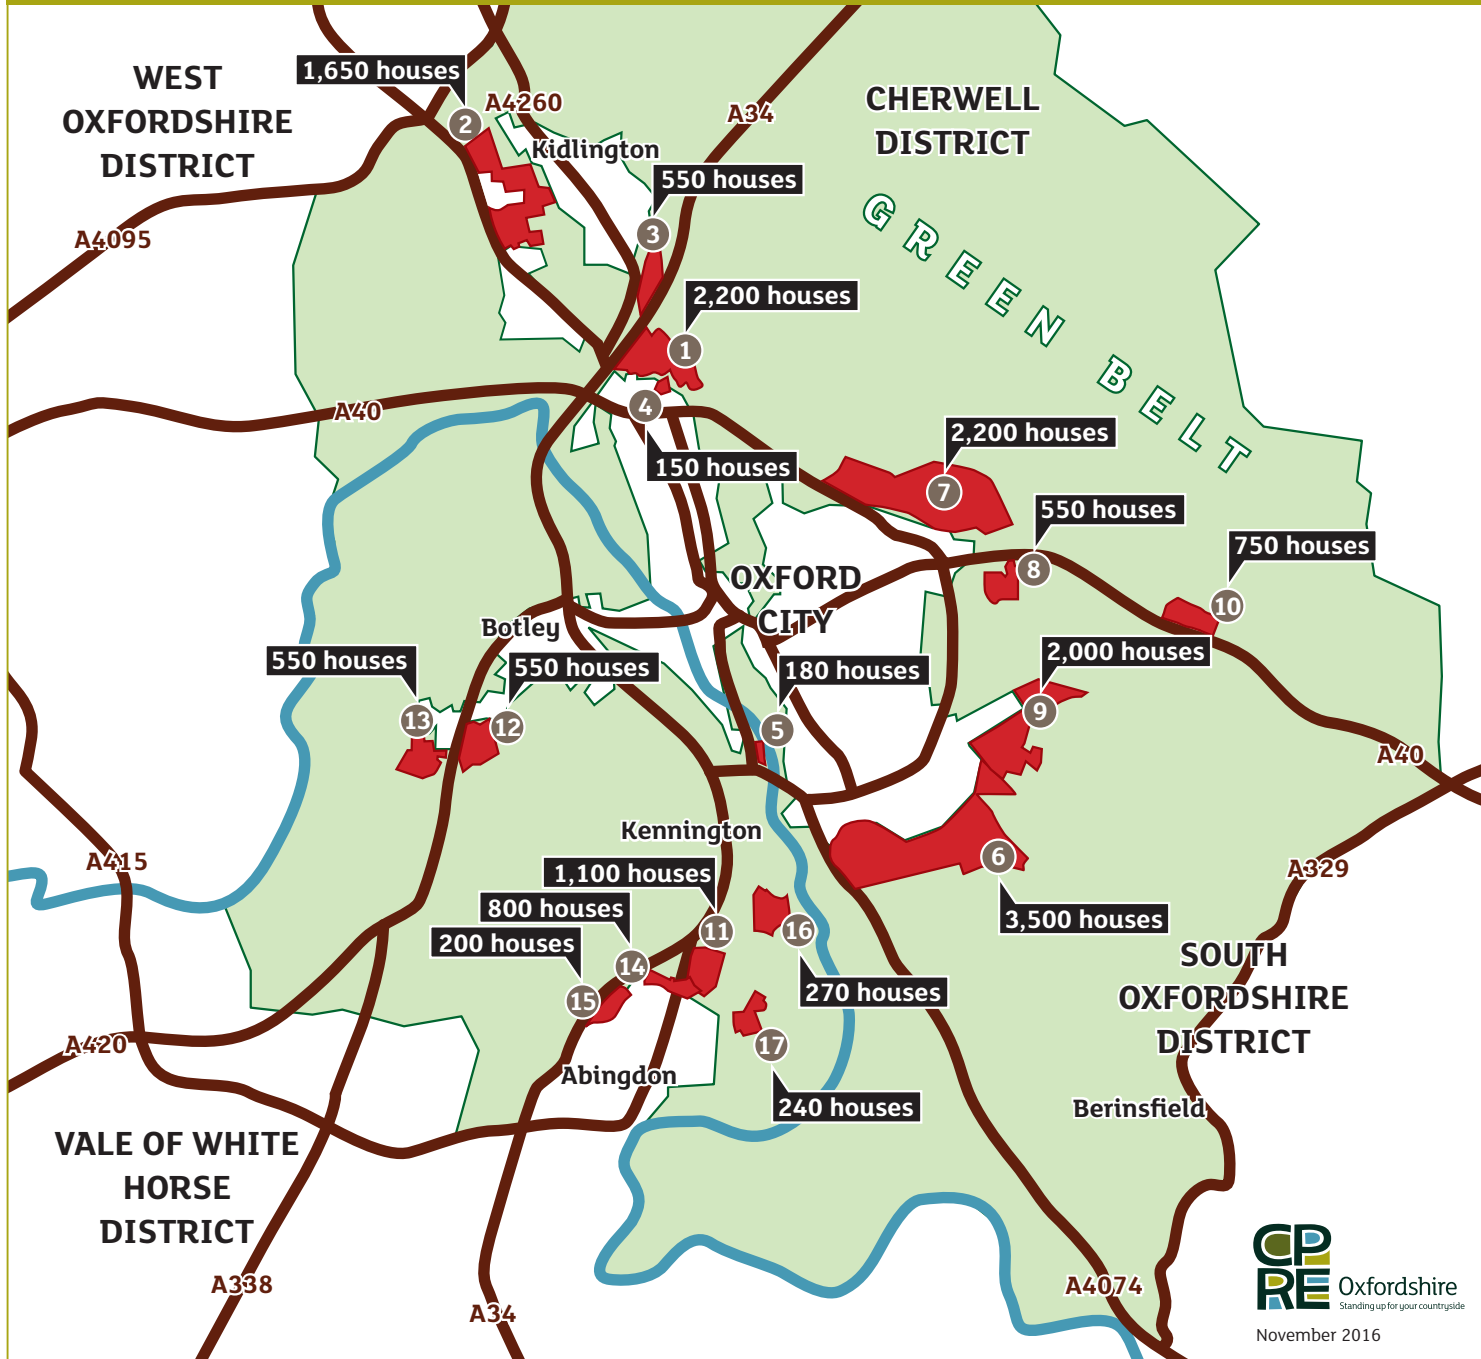 WEST
OXFORDSHIRE
DISTRICT
1,650 houses
2
A4260
Kidlington
A34
CHERWELL
DISTRICT
550 houses
3
GREEN BELT
A4095
2,200 houses
1
A40
4
150 houses
2,200 houses
7
550 houses
8
750 houses
10
OXFORD
CITY
Botley
550 houses
13
550 houses
12
180 houses
5
2,000 houses
9
A40
Kennington
A415
1,100 houses
11
800 houses
14
200 houses
15
16
270 houses
6
3,500 houses
A329
SOUTH
OXFORDSHIRE
DISTRICT
A420
17
240 houses
Abingdon
Berinsfield
VALE OF WHITE
HORSE
DISTRICT
A338
A34
A4074
CP
RE
Oxfordshire
Standing up for your countryside
November 2016